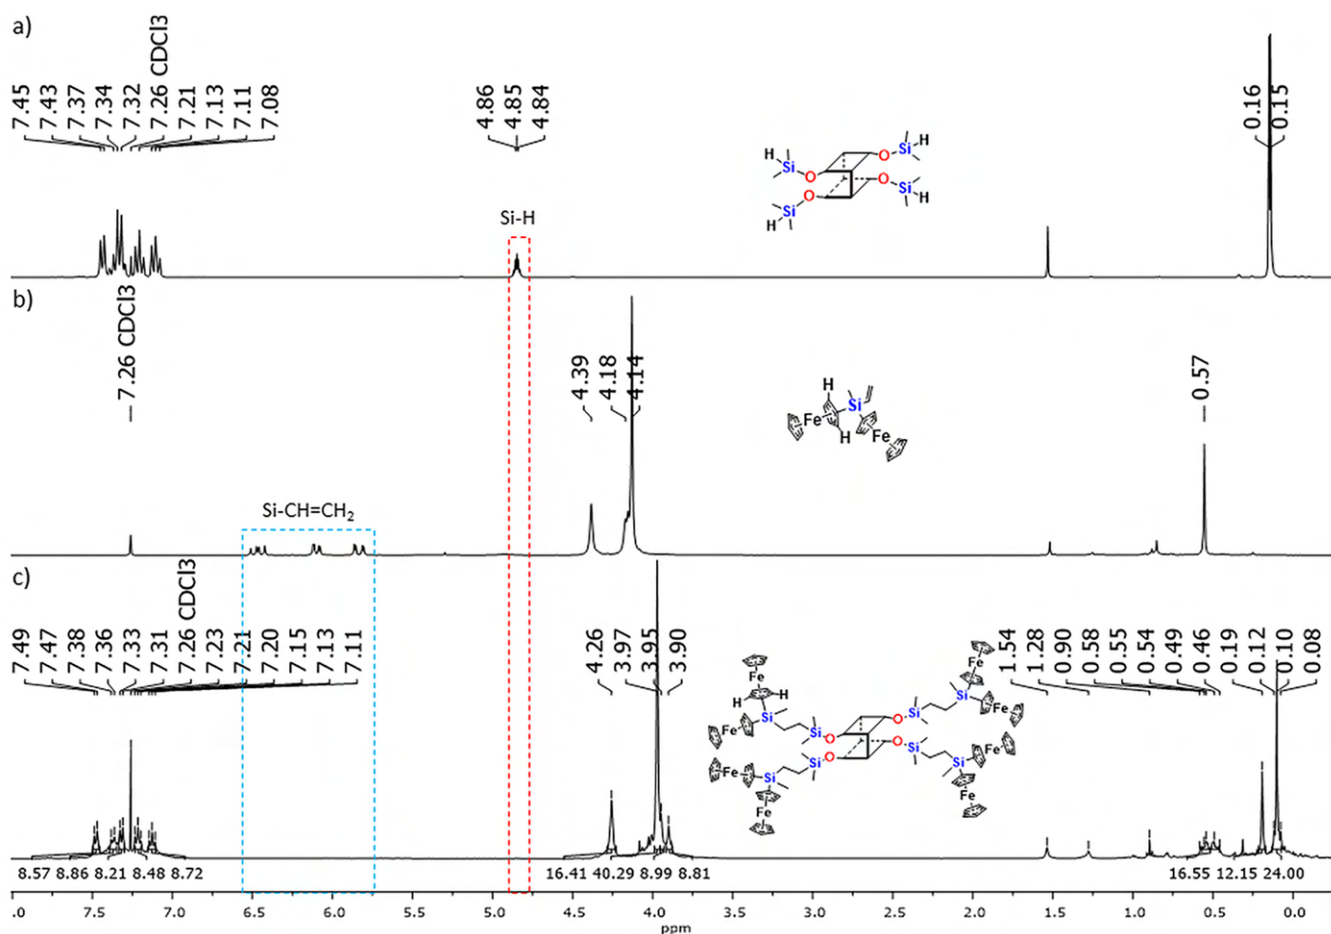 a)
7.45 7.43 7.37 7.34 7.32 7.26 CDCl3 7.21 7.13 7.11 7.08
4.86 4.85 4.84
0.16 0.15
H Si O O Si H
H Si O O Si H
Si-H
b)
7.26 CDCl3
4.39 4.18 4.14
0.57
H Si
Fe H Fe
Si-CH=CH2
c)
7.49 7.47 7.38 7.36 7.33 7.31 7.26 CDCl3 7.23 7.21 7.20 7.15 7.13 7.11
4.26 3.97 3.95 3.90
1.54 1.28 0.90 0.58 0.55 0.54 0.49 0.46 0.19 0.12 0.10 0.08
Fe Fe
H H
Fe Si Si O O Si Si Fe
Fe Si Si O O Si Si Fe
Fe Fe
8.57 8.86 8.21 8.48 8.72 16.41 40.29 8.99 8.81 16.55 12.15 24.00
.0 7.5 7.0 6.5 6.0 5.5 5.0 4.5 4.0 3.5 3.0 2.5 2.0 1.5 1.0 0.5 0.0
ppm